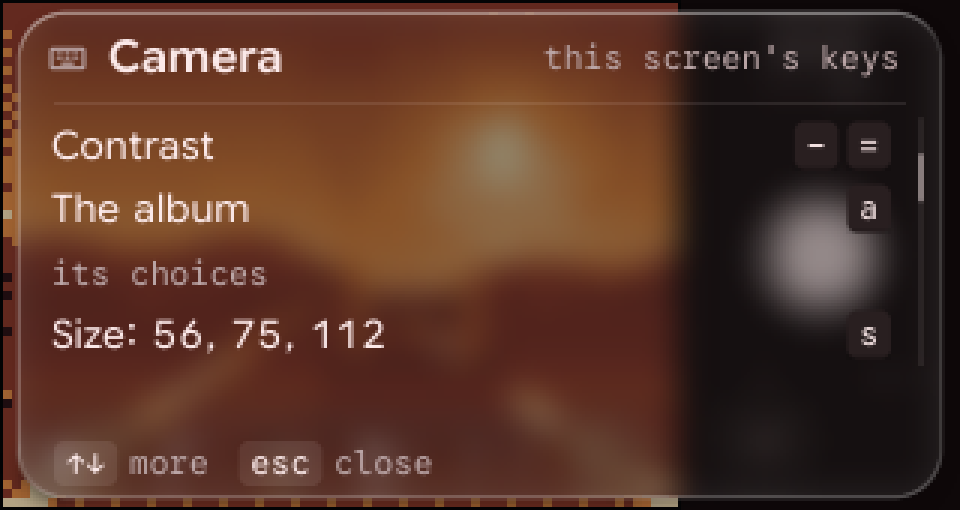 Camera this screen's keys
Contrast - =
The album a
its choices
Size: 56, 75, 112 s
↑↓ more esc close